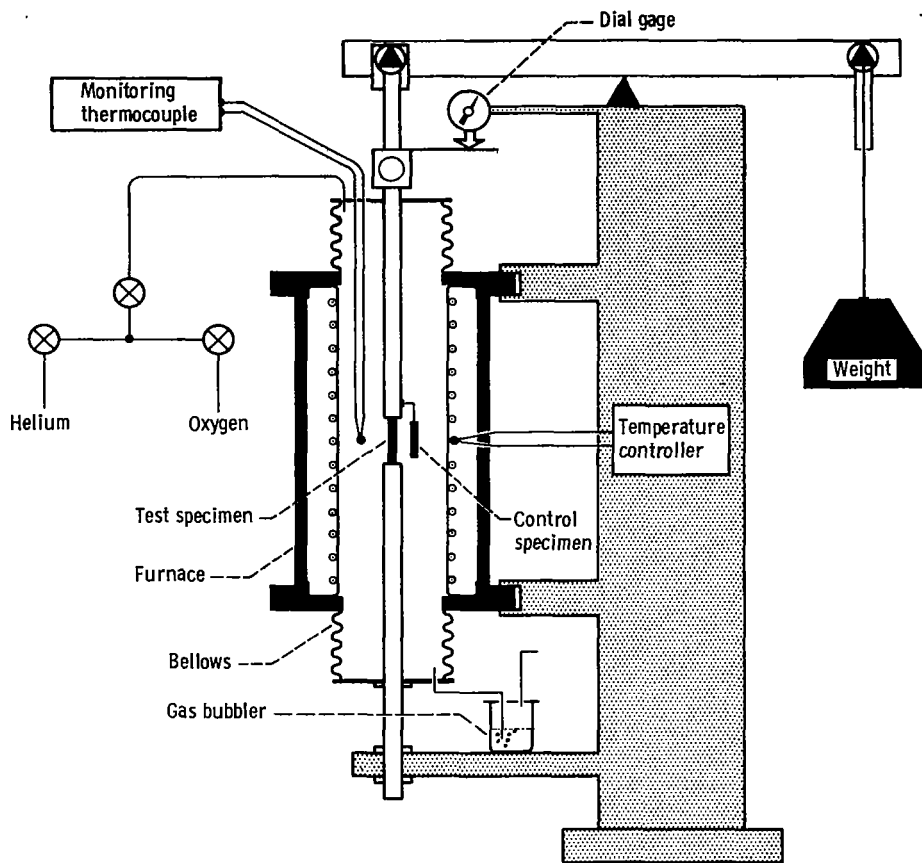 Dial gage
Monitoring
thermocouple
Weight
Helium
Oxygen
Temperature
controller
Test specimen
Control
specimen
Furnace
Bellows
Gas bubbler